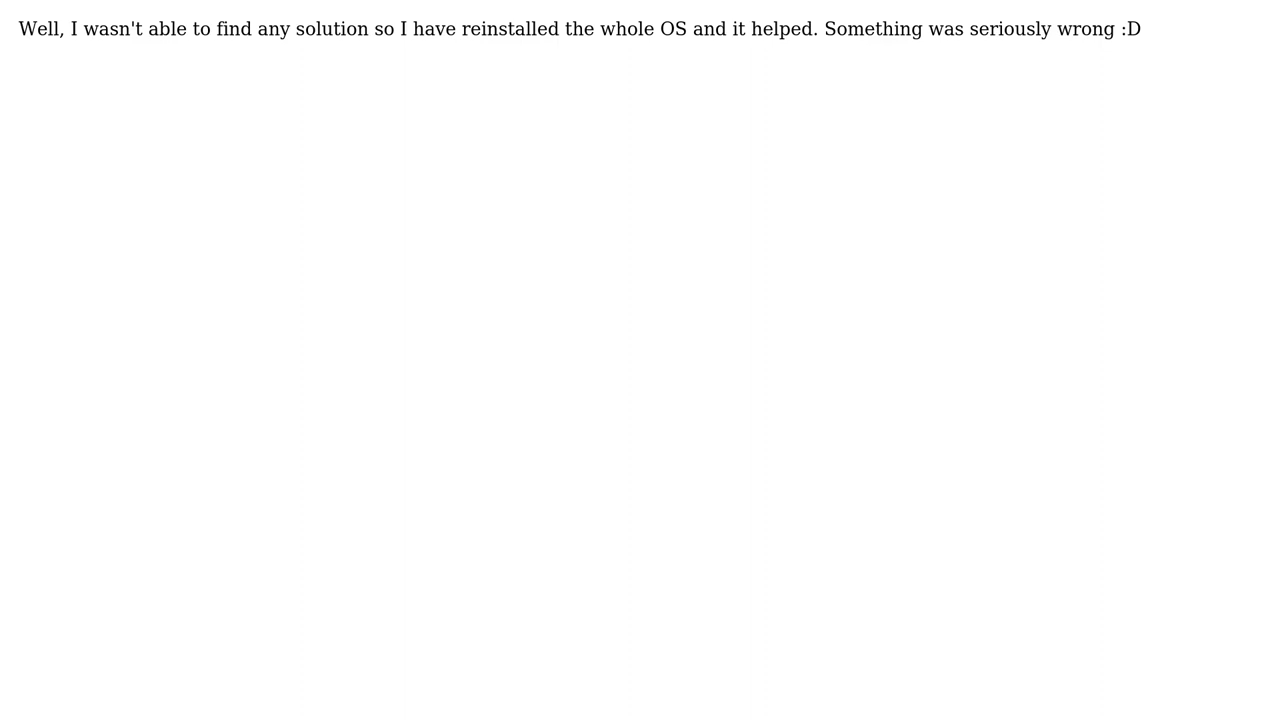 Well, I wasn't able to find any solution so I have reinstalled the whole OS and it helped. Something was seriously wrong :D